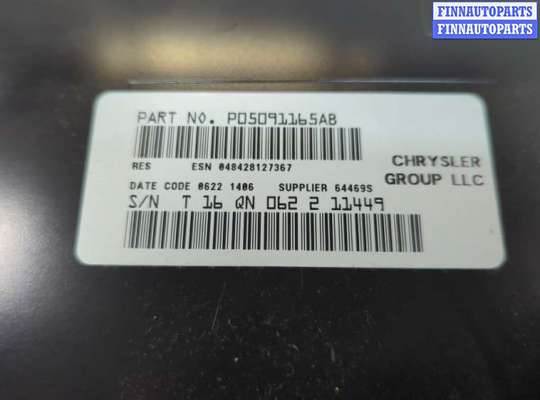 FINNAUTOPARTS
FINNAUTOPARTS
PART NO. P05091165AB
RES ESN 048428127367
CHRYSLER
GROUP LLC
DATE CODE 0622 1406 SUPPLIER 64469S
S/N T 16 QN 062 2 11449